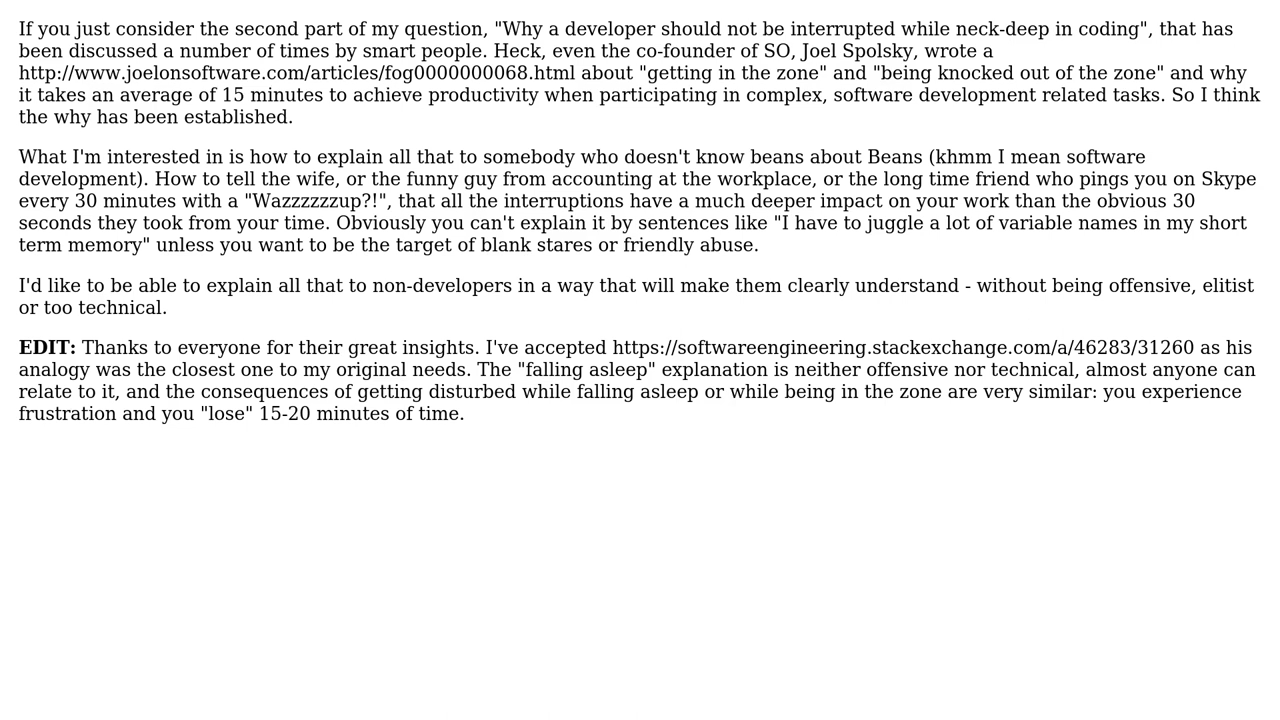 If you just consider the second part of my question, "Why a developer should not be interrupted while neck-deep in coding", that has
been discussed a number of times by smart people. Heck, even the co-founder of SO, Joel Spolsky, wrote a
http://www.joelonsoftware.com/articles/fog0000000068.html about "getting in the zone" and "being knocked out of the zone" and why
it takes an average of 15 minutes to achieve productivity when participating in complex, software development related tasks. So I think
the why has been established.
What I'm interested in is how to explain all that to somebody who doesn't know beans about Beans (khmm I mean software
development). How to tell the wife, or the funny guy from accounting at the workplace, or the long time friend who pings you on Skype
every 30 minutes with a "Wazzzzzzup?!", that all the interruptions have a much deeper impact on your work than the obvious 30
seconds they took from your time. Obviously you can't explain it by sentences like "I have to juggle a lot of variable names in my short
term memory" unless you want to be the target of blank stares or friendly abuse.
I'd like to be able to explain all that to non-developers in a way that will make them clearly understand - without being offensive, elitist
or too technical.
EDIT: Thanks to everyone for their great insights. I've accepted https://softwareengineering.stackexchange.com/a/46283/31260 as his
analogy was the closest one to my original needs. The "falling asleep" explanation is neither offensive nor technical, almost anyone can
relate to it, and the consequences of getting disturbed while falling asleep or while being in the zone are very similar: you experience
frustration and you "lose" 15-20 minutes of time.